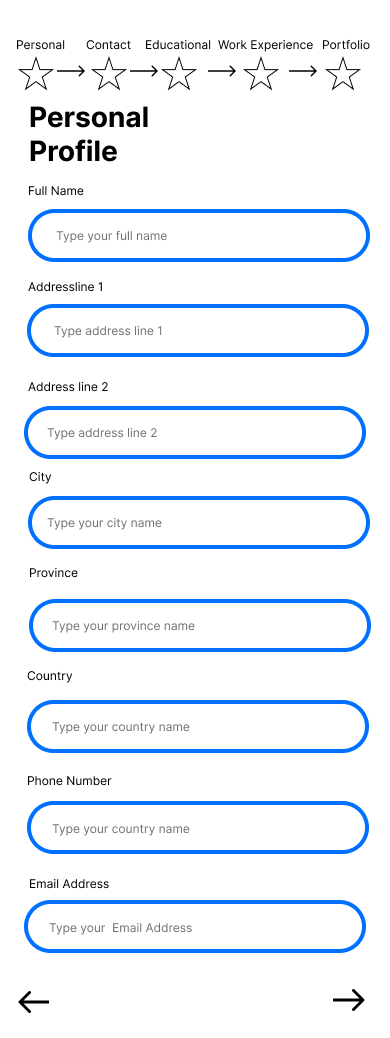 Personal Contact Educational Work Experience Portfolio
Personal
Profile
Full Name
Type your full name
Addressline 1
Type address line 1
Address line 2
Type address line 2
City
Type your city name
Province
Type your province name
Country
Type your country name
Phone Number
Type your country name
Email Address
Type your  Email Address